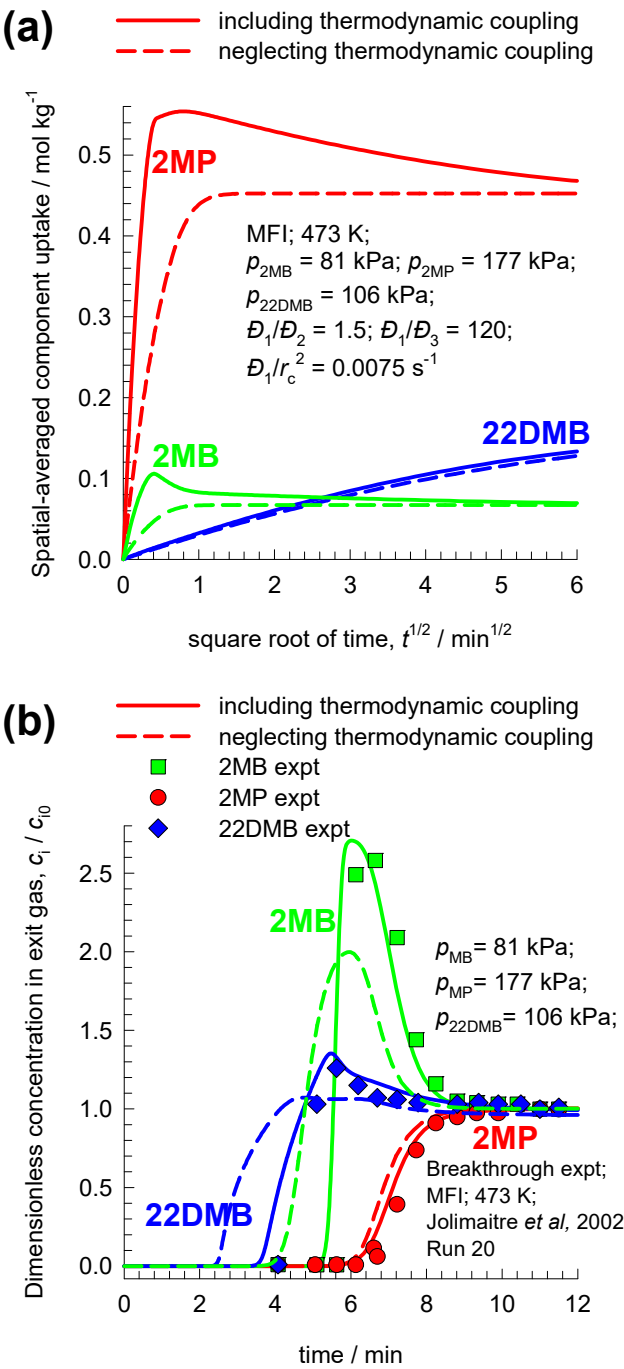 (a)
including thermodynamic coupling
neglecting thermodynamic coupling
Spatial-averaged component uptake / mol kg⁻¹
0.5
0.4
0.3
0.2
0.1
0.0
2MP
MFI; 473 K;
p2MB = 81 kPa; p2MP = 177 kPa;
p22DMB = 106 kPa;
Đ1/Đ2 = 1.5; Đ1/Đ3 = 120;
Đ1/rc² = 0.0075 s⁻¹
22DMB
2MB
0 1 2 3 4 5 6
square root of time, t^1/2 / min^1/2
(b)
including thermodynamic coupling
neglecting thermodynamic coupling
2MB expt
2MP expt
22DMB expt
Dimensionless concentration in exit gas, ci / ci0
2.5
2.0
1.5
1.0
0.5
0.0
2MB
pMB= 81 kPa;
pMP= 177 kPa;
p22DMB= 106 kPa;
2MP
22DMB
Breakthrough expt;
MFI; 473 K;
Jolimaitre et al, 2002
Run 20
0 2 4 6 8 10 12
time / min